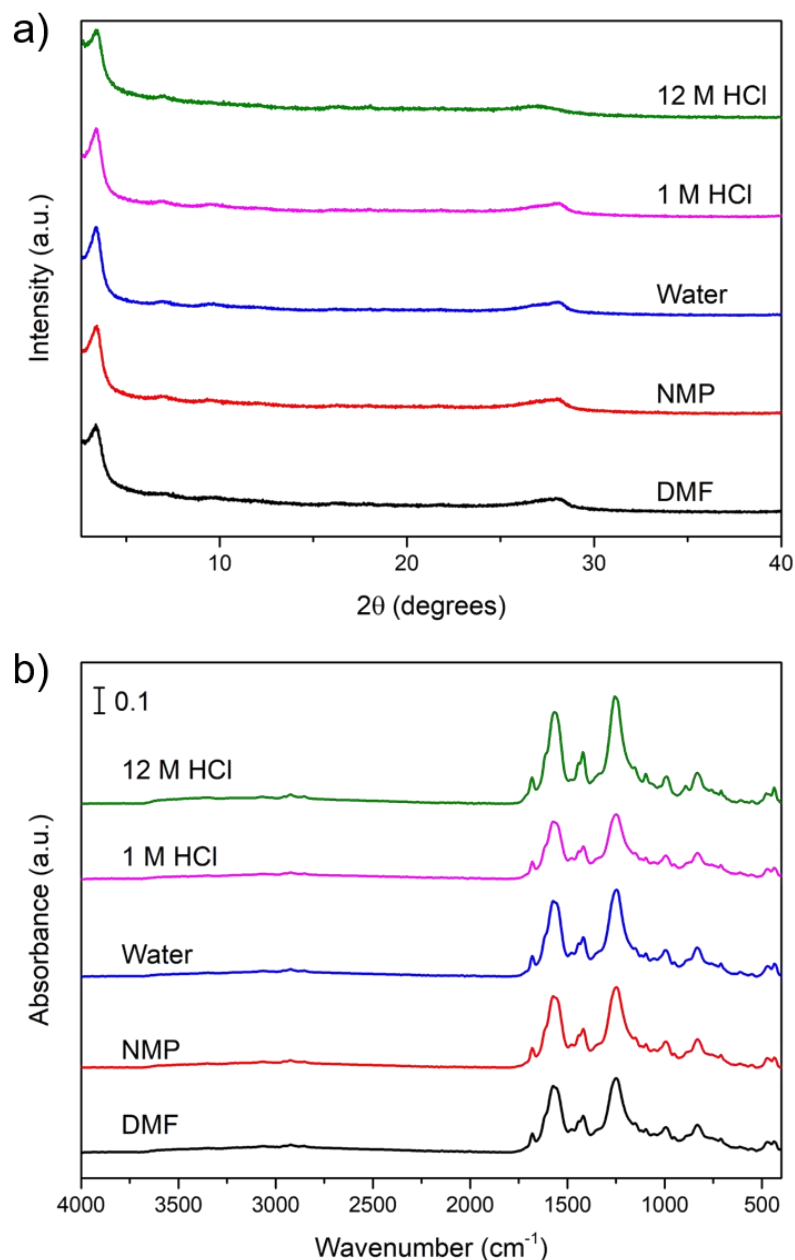 a)
12 M HCl
1 M HCl
Water
NMP
DMF
Intensity (a.u.)
10 20 30 40
2θ (degrees)
b)
0.1
12 M HCl
1 M HCl
Water
NMP
DMF
Absorbance (a.u.)
4000 3500 3000 2500 2000 1500 1000 500
Wavenumber (cm⁻¹)